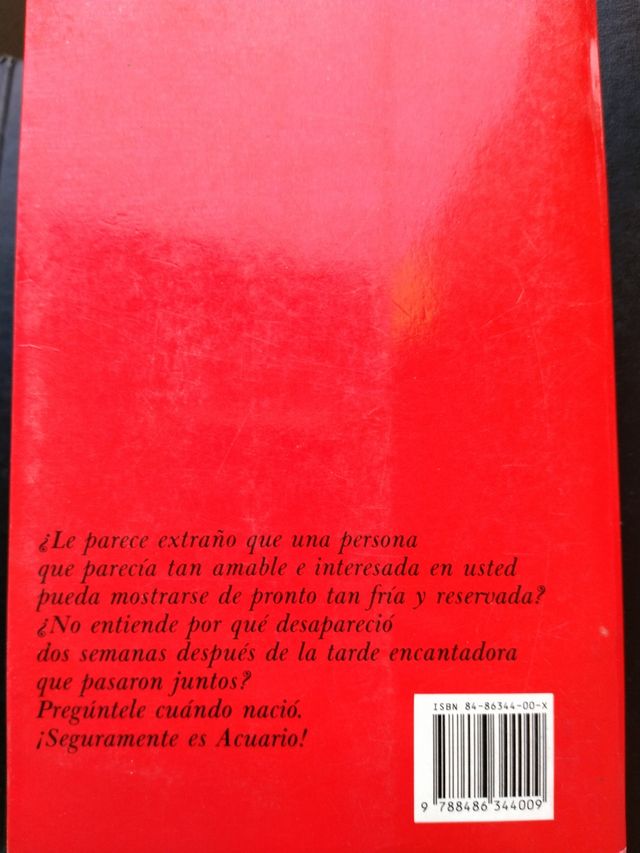 ¿Le parece extraño que una persona
que parecía tan amable e interesada en usted
pueda mostrarse de pronto tan fría y reservada?
¿No entiende por qué desapareció
dos semanas después de la tarde encantadora
que pasaron juntos?
Pregúntele cuándo nació.
¡Seguramente es Acuario!
ISBN 84-86344-00-X
9 788486 344009